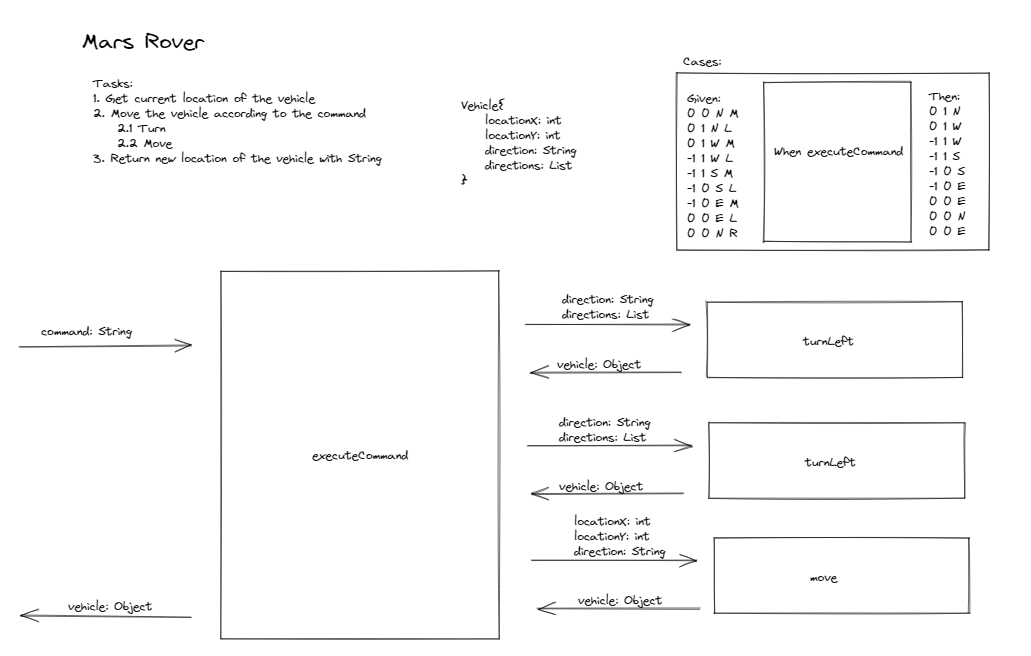 Mars Rover
Tasks:
1. Get current location of the vehicle
2. Move the vehicle according to the command
2.1 Turn
2.2 Move
3. Return new location of the vehicle with String
Vehicle{
locationX: int
locationY: int
direction: String
directions: List
}
Cases:
Given:
0 0 N M
0 1 N L
0 1 W M
-1 1 W L
-1 1 S M
-1 0 S L
-1 0 E M
0 0 E L
0 0 N R
When executeCommand
Then:
0 1 N
0 1 W
-1 1 W
-1 1 S
-1 0 S
-1 0 E
0 0 E
0 0 N
0 0 E
command: String
executeCommand
vehicle: Object
direction: String
directions: List
turnLeft
vehicle: Object
direction: String
directions: List
turnLeft
vehicle: Object
locationX: int
locationY: int
direction: String
move
vehicle: Object